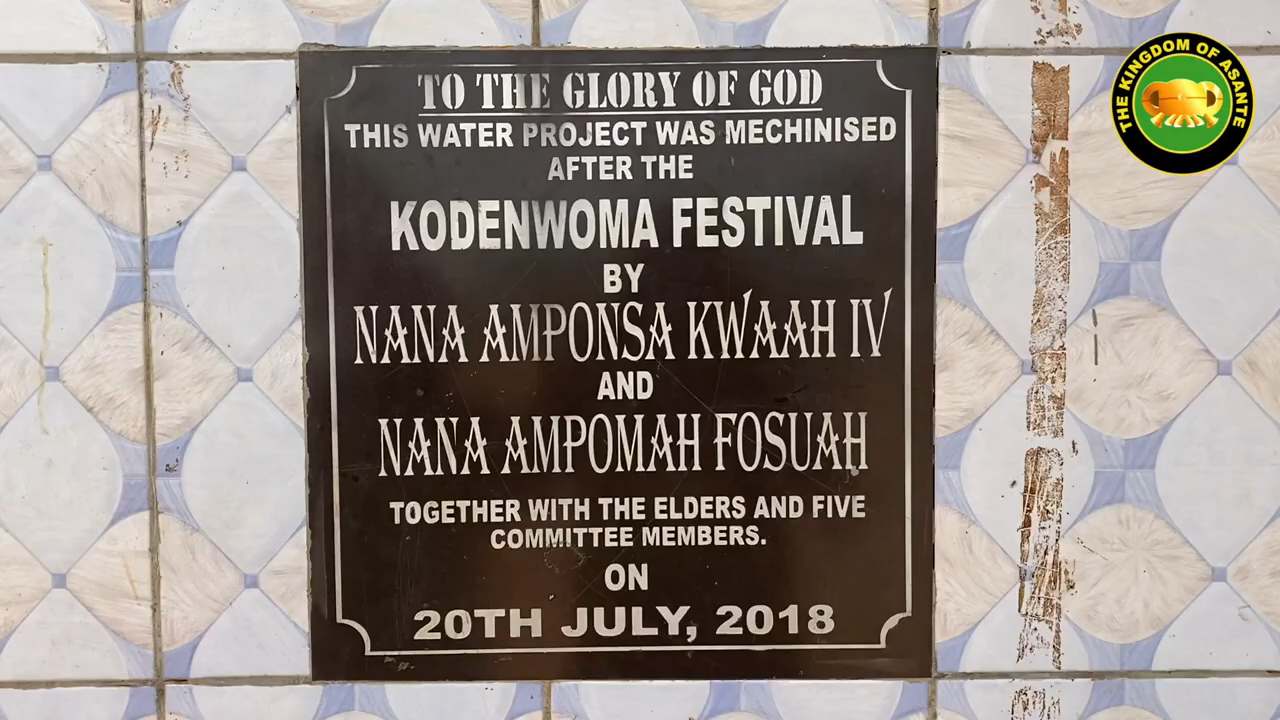 TO THE GLORY OF GOD
THIS WATER PROJECT WAS MECHINISED
AFTER THE
KODENWOMA FESTIVAL
BY
NANA AMPONSA KWAAH IV
AND
NANA AMPOMAH FOSUAH
TOGETHER WITH THE ELDERS AND FIVE
COMMITTEE MEMBERS.
ON
20TH JULY, 2018
THE KINGDOM OF ASANTE